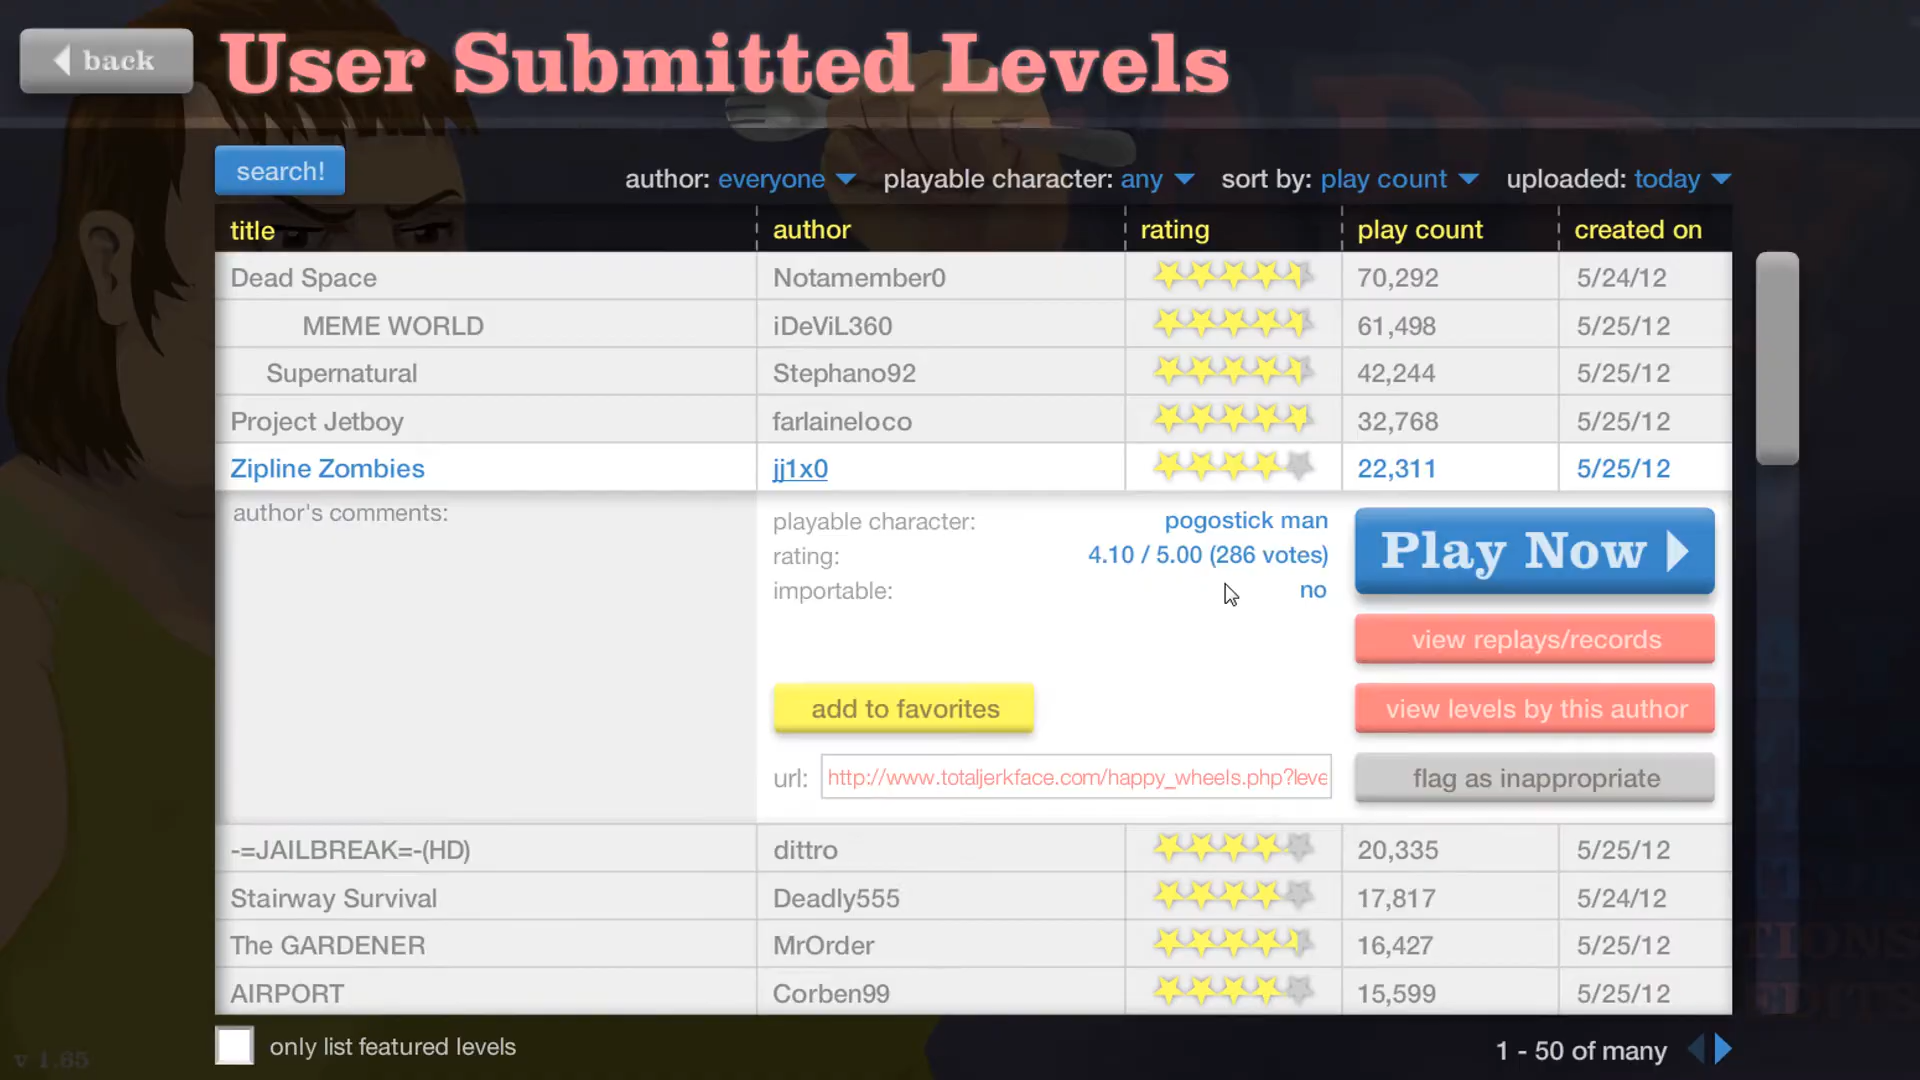 back
User Submitted Levels
search!
author: everyone playable character: any sort by: play count uploaded: today
title author rating play count created on
Dead Space Notamember0 70,292 5/24/12
MEME WORLD iDeViL360 61,498 5/25/12
Supernatural Stephano92 42,244 5/25/12
Project Jetboy farlaineloco 32,768 5/25/12
Zipline Zombies jj1x0 22,311 5/25/12
author's comments:
playable character: pogostick man
rating: 4.10 / 5.00 (286 votes)
importable: no
Play Now
view replays/records
add to favorites
view levels by this author
url: http://www.totaljerkface.com/happy_wheels.php?leve
flag as inappropriate
-=JAILBREAK=-(HD) dittro 20,335 5/25/12
Stairway Survival Deadly555 17,817 5/24/12
The GARDENER MrOrder 16,427 5/25/12
AIRPORT Corben99 15,599 5/25/12
only list featured levels
1 - 50 of many
v 1.65